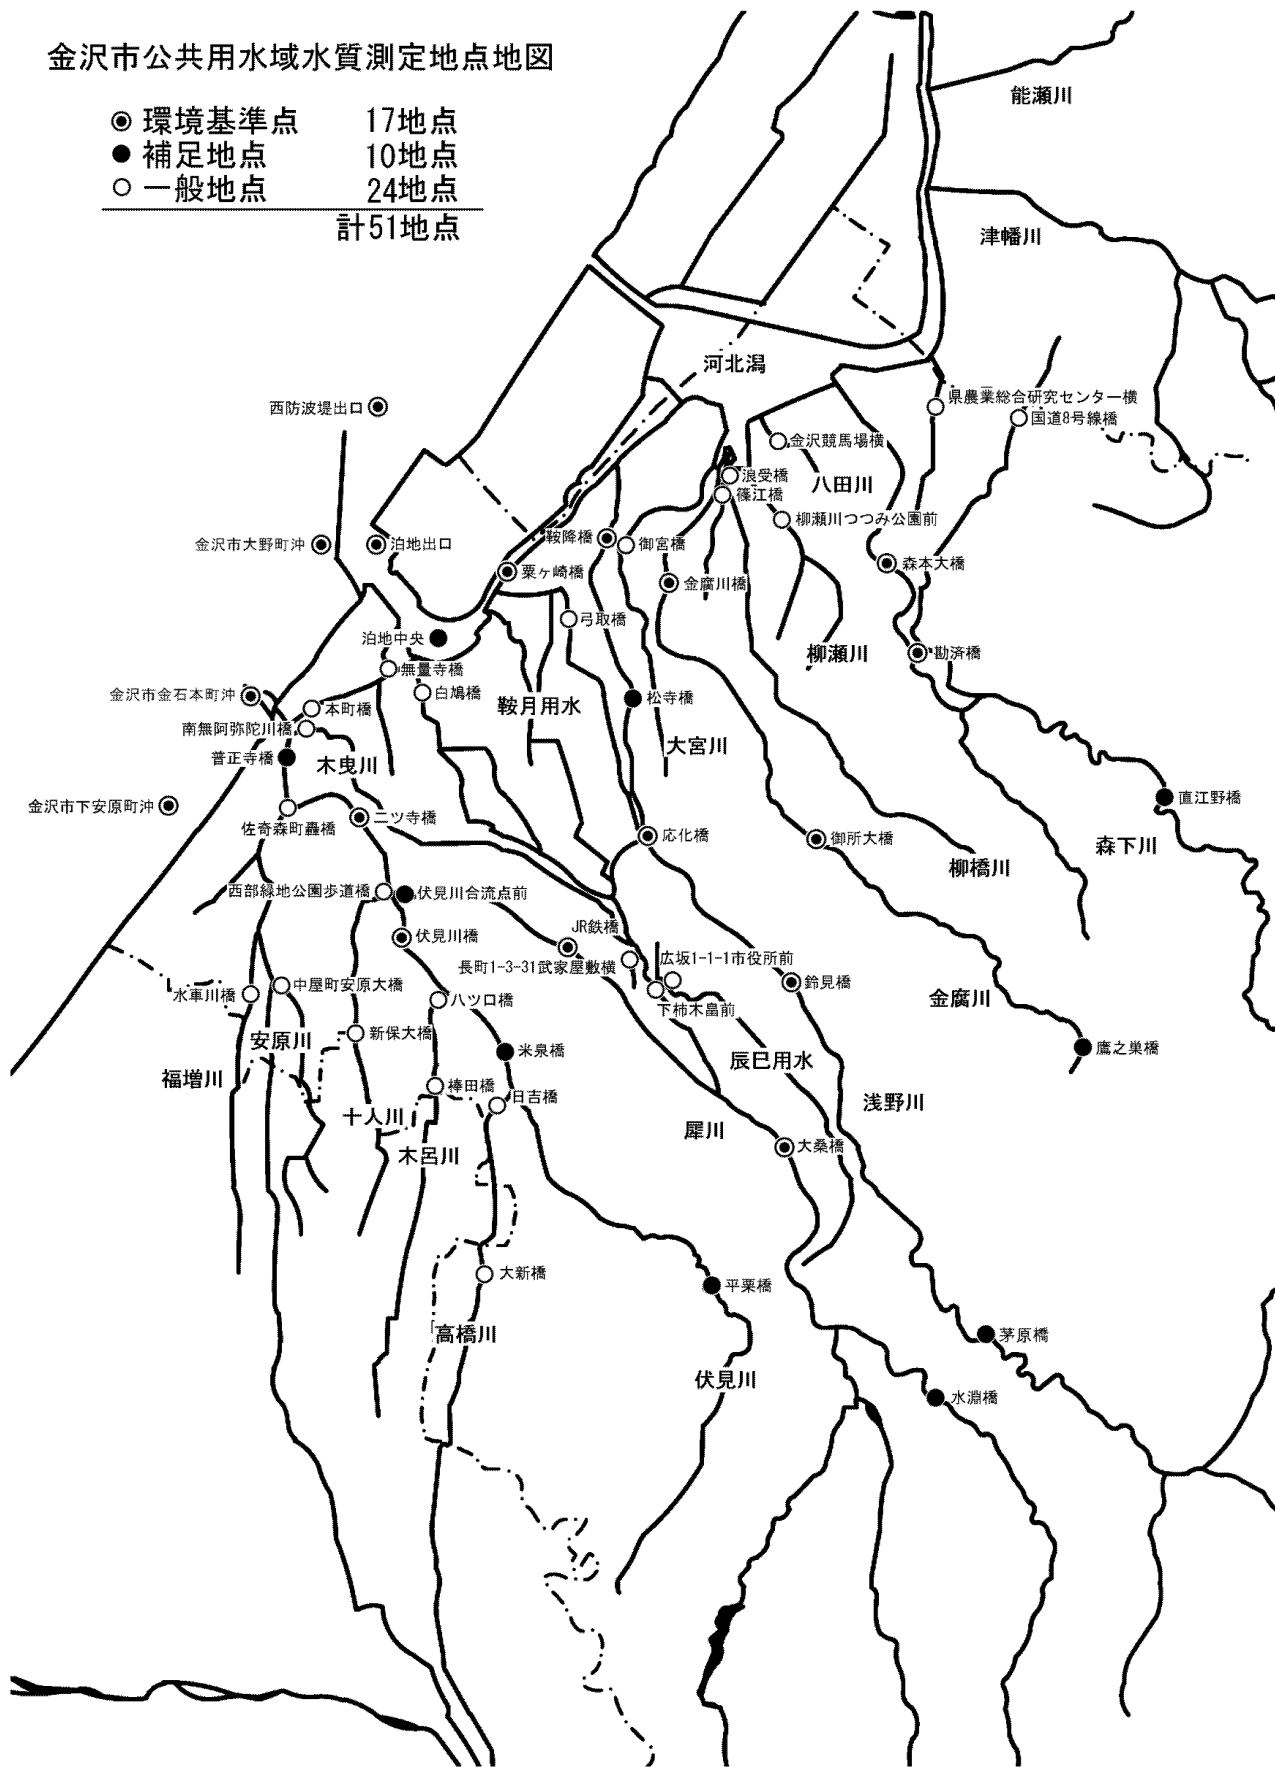 金沢市公共用水域水質測定地点地図
環境基準点 17地点
補足地点 10地点
一般地点 24地点
計51地点
能瀬川
津幡川
河北潟
県農業総合研究センター横
西防波堤出口
国道8号線橋
金沢競馬場横
浪受橋
八田川
篠江橋
柳瀬川つつみ公園前
鞍降橋
金沢市大野町沖
泊地出口
御宮橋
森本大橋
粟ヶ崎橋
金腐川橋
弓取橋
泊地中央
柳瀬川
勘済橋
無量寺橋
金沢市金石本町沖
白鳩橋
松寺橋
本町橋
鞍月用水
南無阿弥陀川橋
大宮川
普正寺橋
木曳川
直江野橋
金沢市下安原町沖
二ツ寺橋
佐奇森町轟橋
応化橋
御所大橋
森下川
柳橋川
西部緑地公園歩道橋
伏見川合流点前
JR鉄橋
伏見川橋
広坂1-1-1市役所前
長町1-3-31武家屋敷横
中屋町安原大橋
鈴見橋
水車川橋
八ツ口橋
金腐川
下柿木畠前
新保大橋
安原川
鷹之巣橋
米泉橋
辰巳用水
福増川
棒田橋
日吉橋
浅野川
十人川
犀川
大桑橋
木呂川
大新橋
平栗橋
高橋川
茅原橋
伏見川
水淵橋